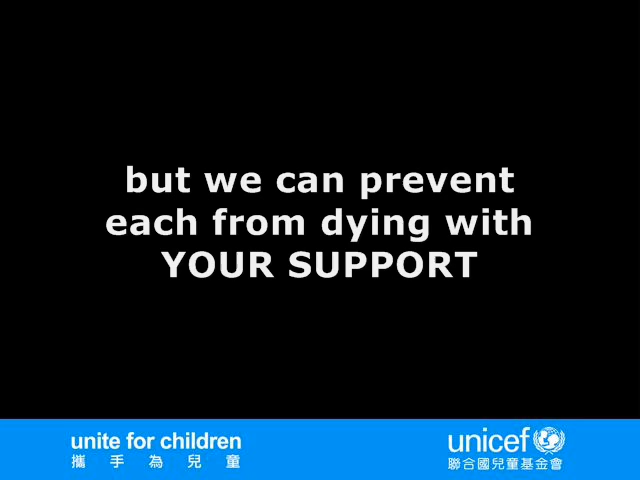 but we can prevent
each from dying with
YOUR SUPPORT
unite for children
攜手為兒童
unicef
聯合國兒童基金會